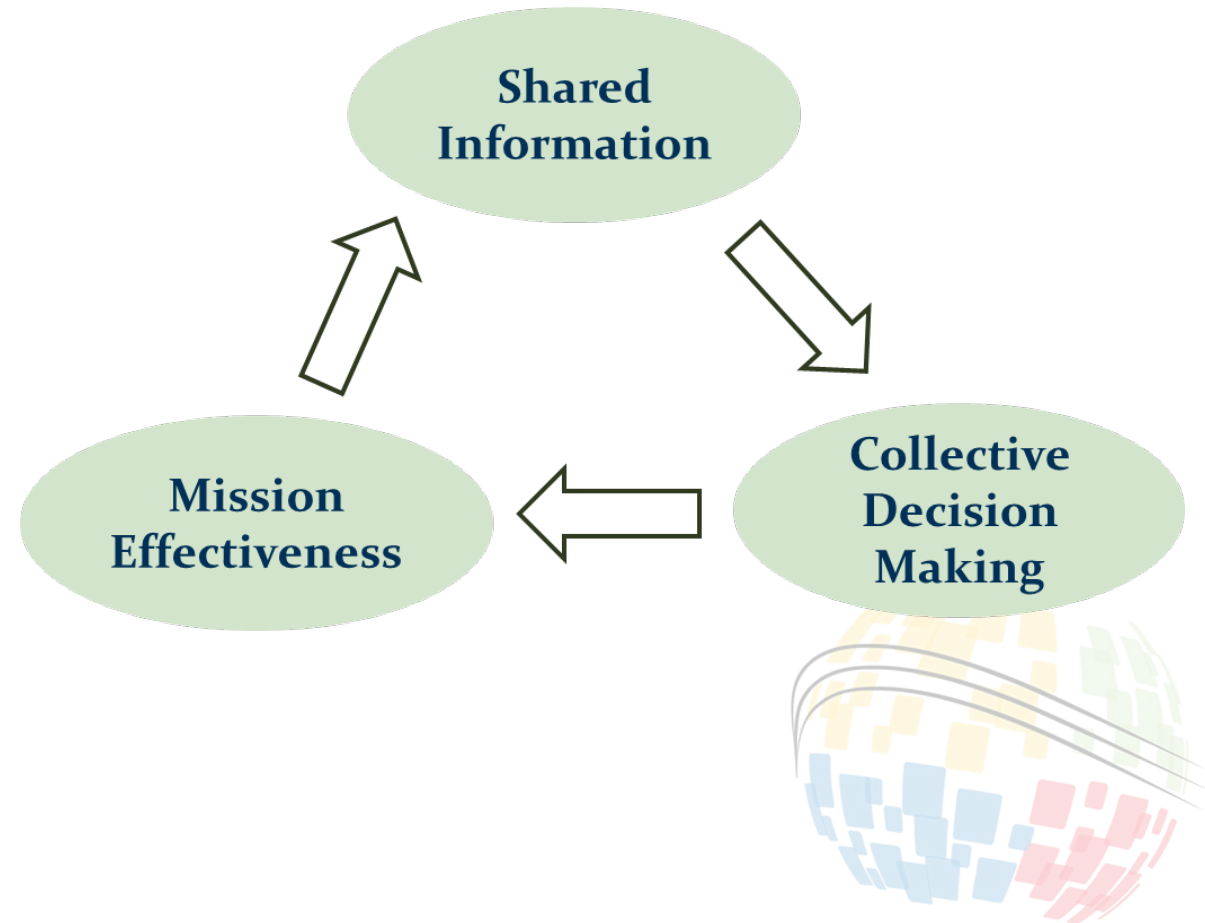 Shared
Information
Collective
Decision
Making
Mission
Effectiveness